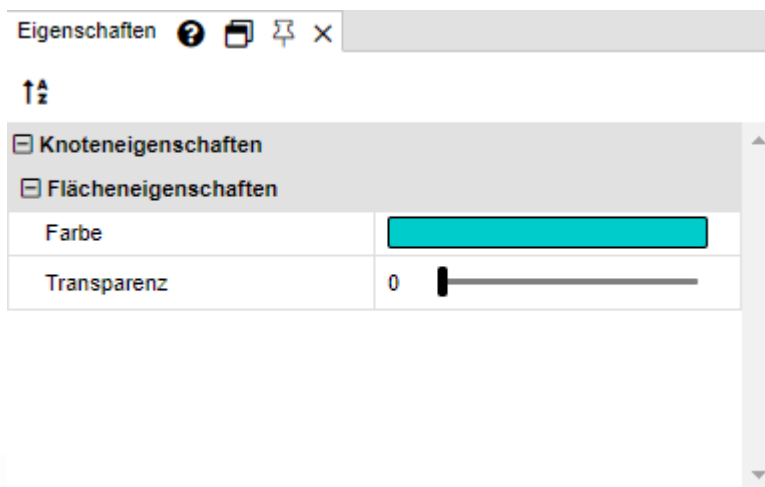 Eigenschaften
Knoteneigenschaften
Flächeneigenschaften
Farbe
Transparenz 0